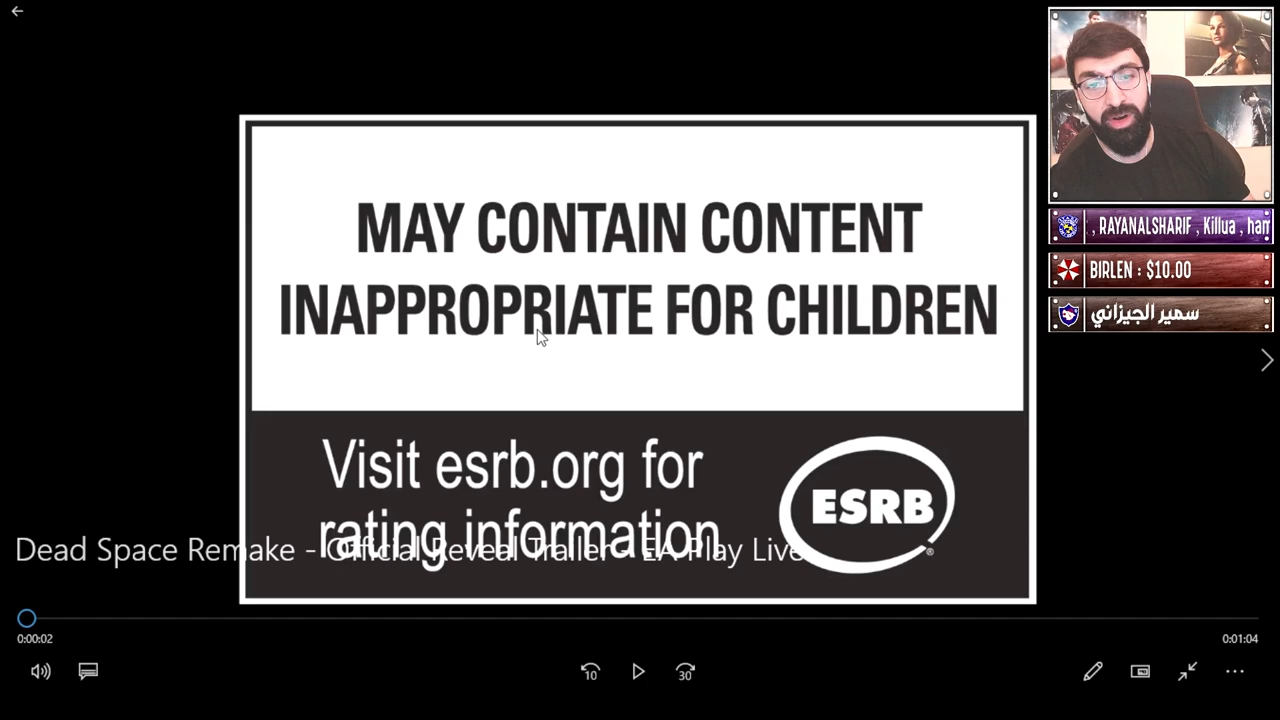 MAY CONTAIN CONTENT
INAPPROPRIATE FOR CHILDREN
Visit esrb.org for
rating information
ESRB
®
Dead Space Remake - Official Reveal Trailer - EA Play Live
0:00:02
0:01:04
10
30
, RAYANALSHARIF , Killua , ham
BIRLEN : $10.00
سمير الجيزاني